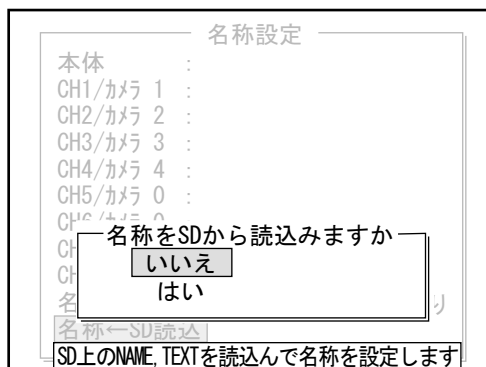 名称設定
本体 :
CH1/カメラ 1 :
CH2/カメラ 2 :
CH3/カメラ 3 :
CH4/カメラ 4 :
CH5/カメラ 0 :
名称をSDから読込みますか
いいえ
はい
名称←SD読込
SD上のNAME,TEXTを読込んで名称を設定します